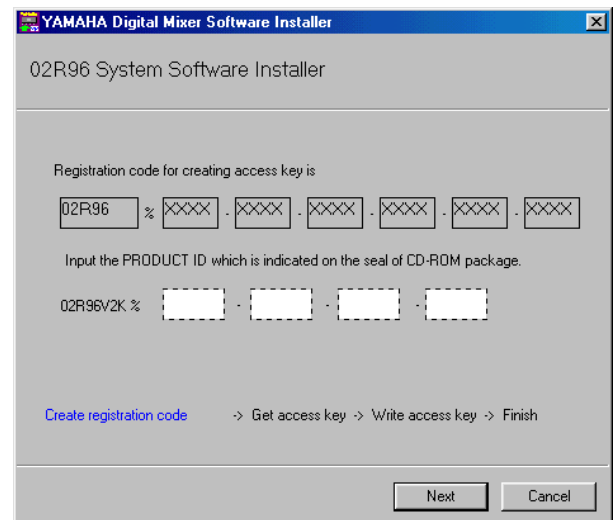 YAMAHA Digital Mixer Software Installer
02R96 System Software Installer
Registration code for creating access key is
02R96 % XXXX - XXXX - XXXX - XXXX - XXXX - XXXX
Input the PRODUCT ID which is indicated on the seal of CD-ROM package.
02R96V2K % - - -
Create registration code -> Get access key -> Write access key -> Finish
Next Cancel